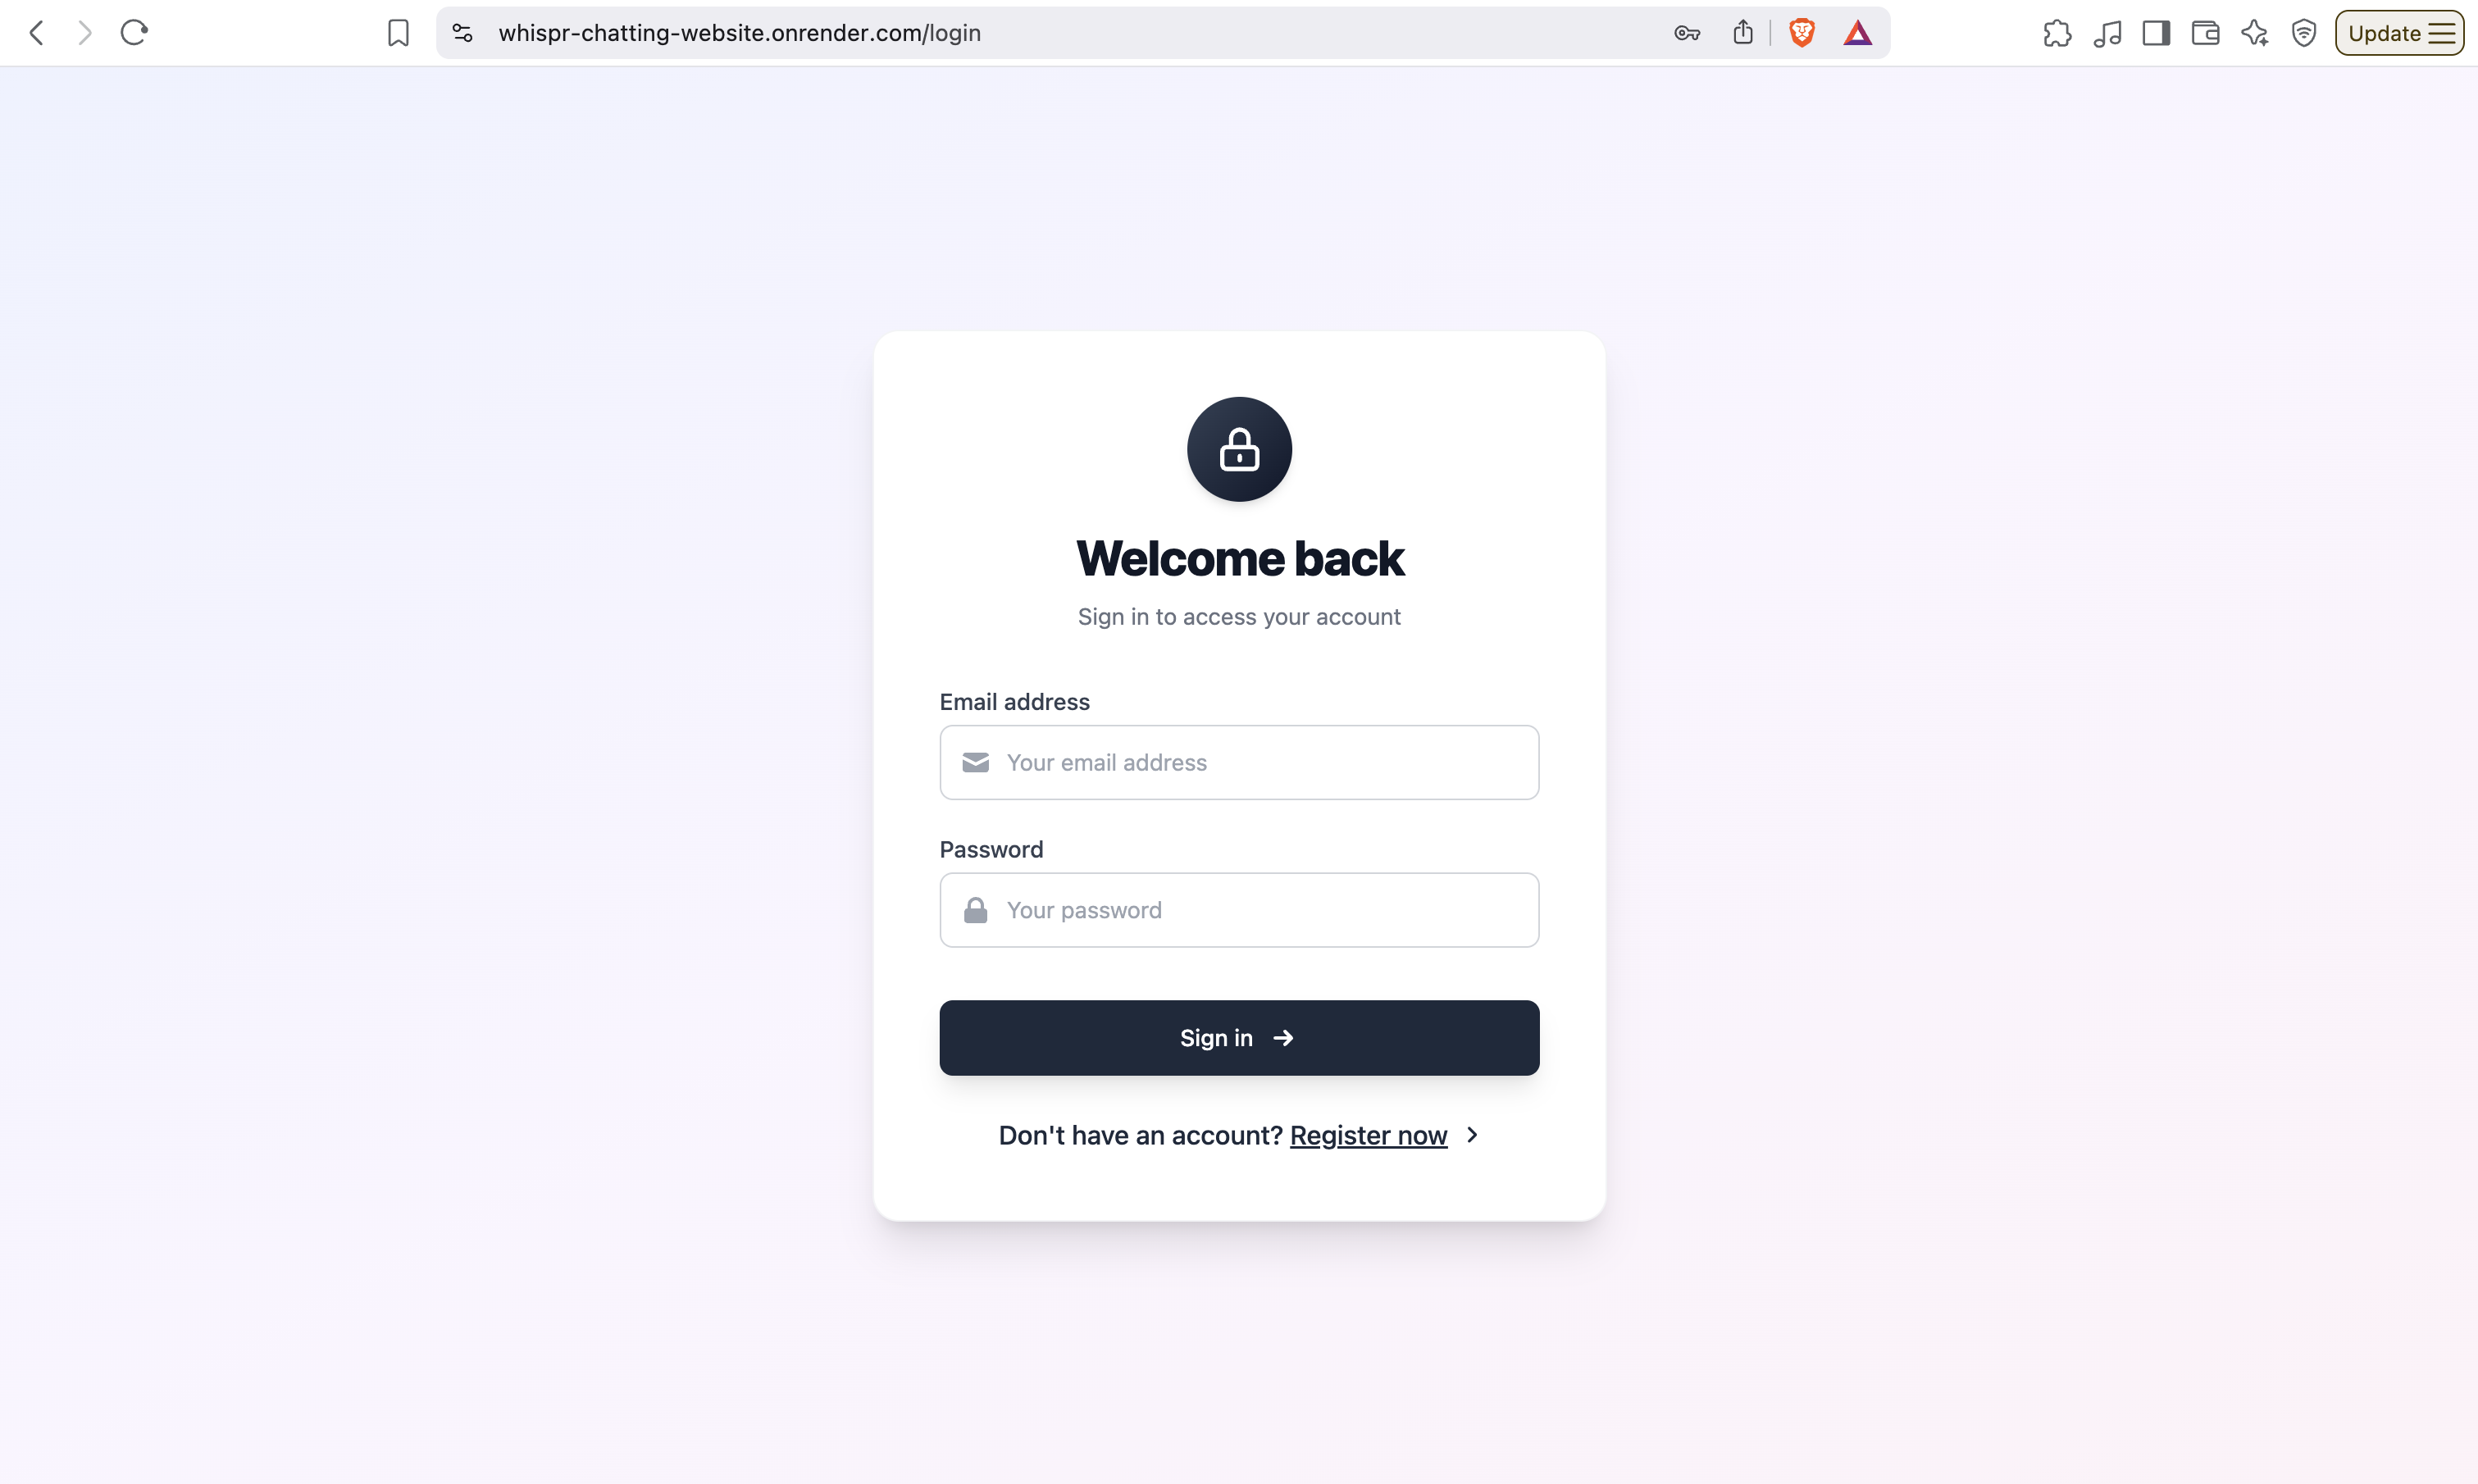 whispr-chatting-website.onrender.com/login
Update
Welcome back
Sign in to access your account
Email address
Your email address
Password
Your password
Sign in
Don't have an account? Register now